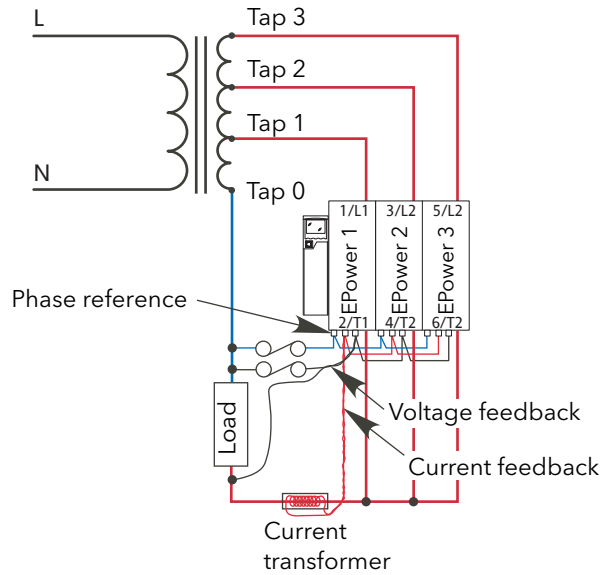 L
Tap 3
Tap 2
Tap 1
N
Tap 0
1/L1
3/L2
5/L2
EPower 1
EPower 2
EPower 3
2/T1
4/T2
6/T2
Phase reference
Load
Voltage feedback
Current feedback
Current
transformer